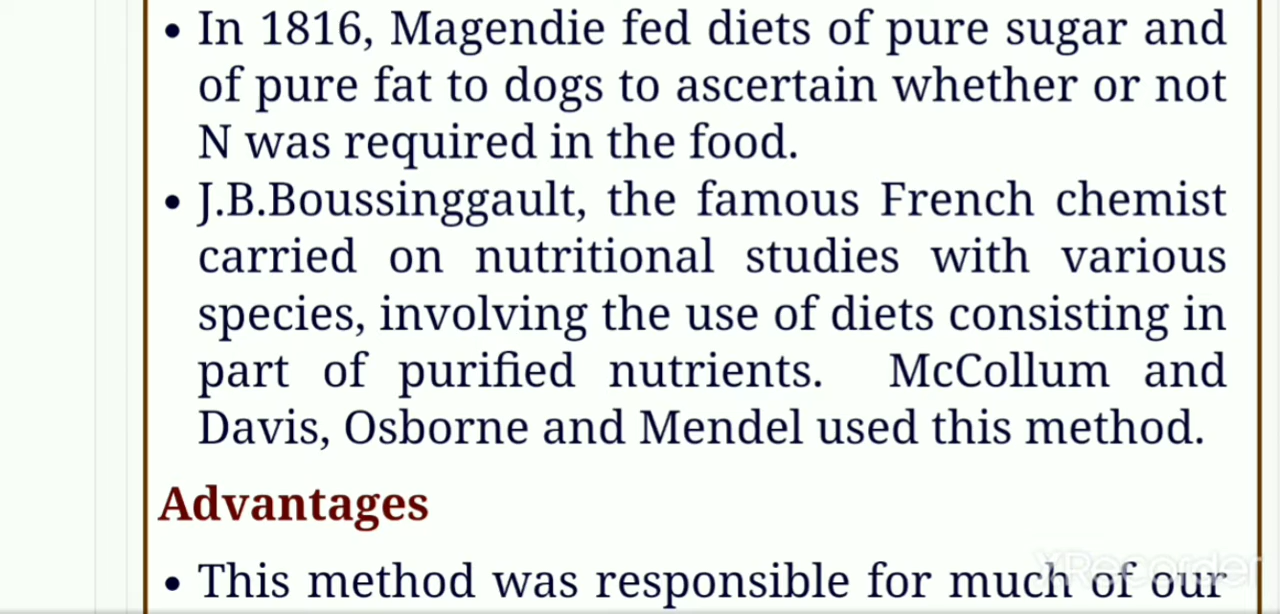 • In 1816, Magendie fed diets of pure sugar and
of pure fat to dogs to ascertain whether or not
N was required in the food.
• J.B.Boussinggault, the famous French chemist
carried on nutritional studies with various
species, involving the use of diets consisting in
part of purified nutrients. McCollum and
Davis, Osborne and Mendel used this method.
Advantages
• This method was responsible for much of our
XRecorder